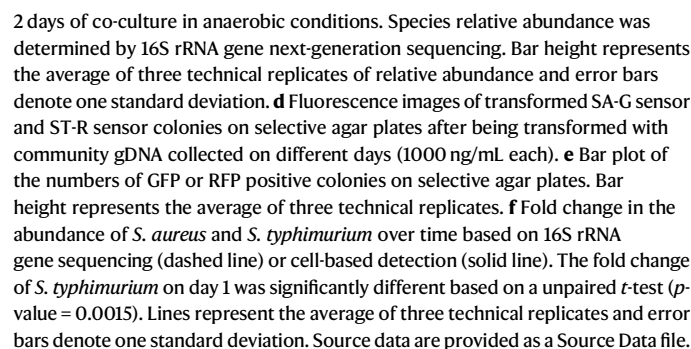 2 days of co-culture in anaerobic conditions. Species relative abundance was
determined by 16S rRNA gene next-generation sequencing. Bar height represents
the average of three technical replicates of relative abundance and error bars
denote one standard deviation. d Fluorescence images of transformed SA-G sensor
and ST-R sensor colonies on selective agar plates after being transformed with
community gDNA collected on different days (1000 ng/mL each). e Bar plot of
the numbers of GFP or RFP positive colonies on selective agar plates. Bar
height represents the average of three technical replicates. f Fold change in the
abundance of S. aureus and S. typhimurium over time based on 16S rRNA
gene sequencing (dashed line) or cell-based detection (solid line). The fold change
of S. typhimurium on day 1 was significantly different based on a unpaired t-test (p-
value = 0.0015). Lines represent the average of three technical replicates and error
bars denote one standard deviation. Source data are provided as a Source Data file.